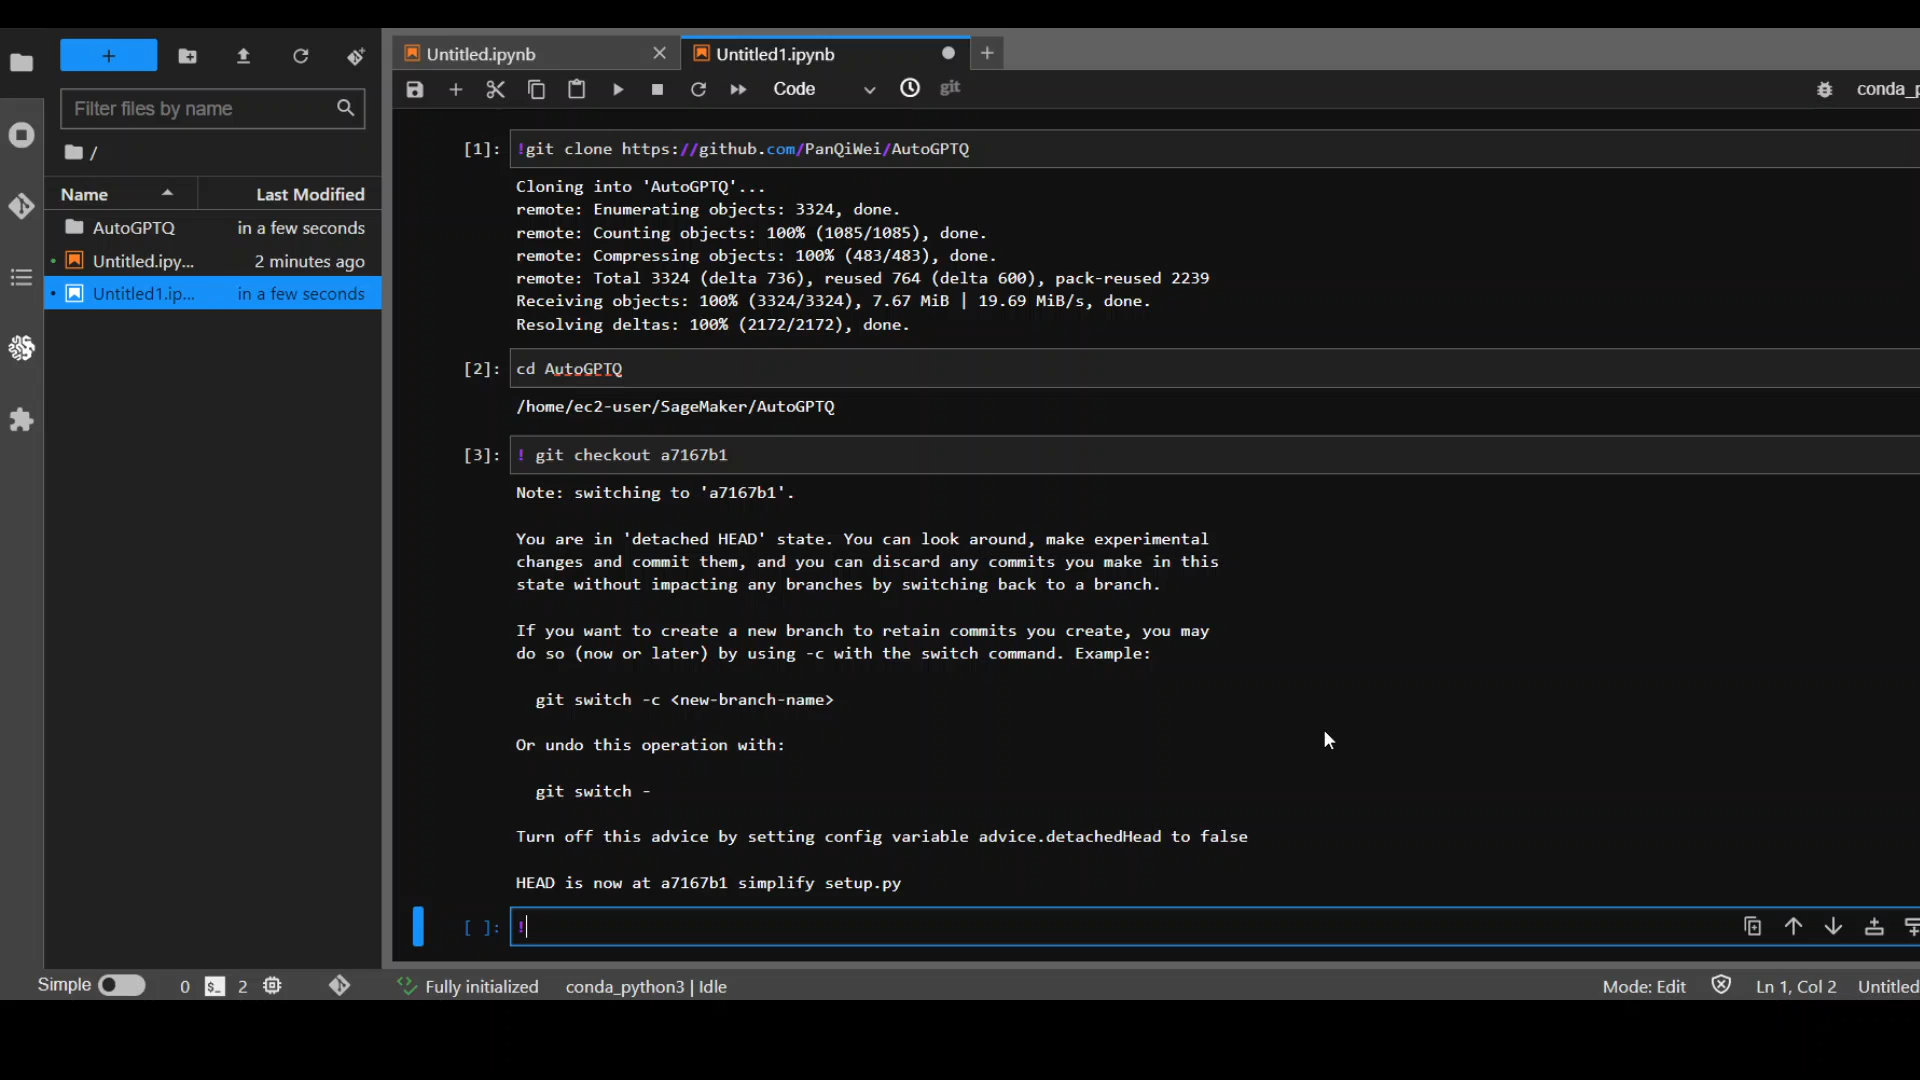 +
Filter files by name
/
Name Last Modified
AutoGPTQ in a few seconds
Untitled.ipy... 2 minutes ago
Untitled1.ip... in a few seconds
Untitled.ipynb
Untitled1.ipynb
Code
git
conda_p
[1]: !git clone https://github.com/PanQiWei/AutoGPTQ
Cloning into 'AutoGPTQ'...
remote: Enumerating objects: 3324, done.
remote: Counting objects: 100% (1085/1085), done.
remote: Compressing objects: 100% (483/483), done.
remote: Total 3324 (delta 736), reused 764 (delta 600), pack-reused 2239
Receiving objects: 100% (3324/3324), 7.67 MiB | 19.69 MiB/s, done.
Resolving deltas: 100% (2172/2172), done.
[2]: cd AutoGPTQ
/home/ec2-user/SageMaker/AutoGPTQ
[3]: ! git checkout a7167b1
Note: switching to 'a7167b1'.
You are in 'detached HEAD' state. You can look around, make experimental
changes and commit them, and you can discard any commits you make in this
state without impacting any branches by switching back to a branch.
If you want to create a new branch to retain commits you create, you may
do so (now or later) by using -c with the switch command. Example:
git switch -c <new-branch-name>
Or undo this operation with:
git switch -
Turn off this advice by setting config variable advice.detachedHead to false
HEAD is now at a7167b1 simplify setup.py
[ ]: !
Simple 0 $_ 2 Fully initialized conda_python3 | Idle Mode: Edit Ln 1, Col 2 Untitled